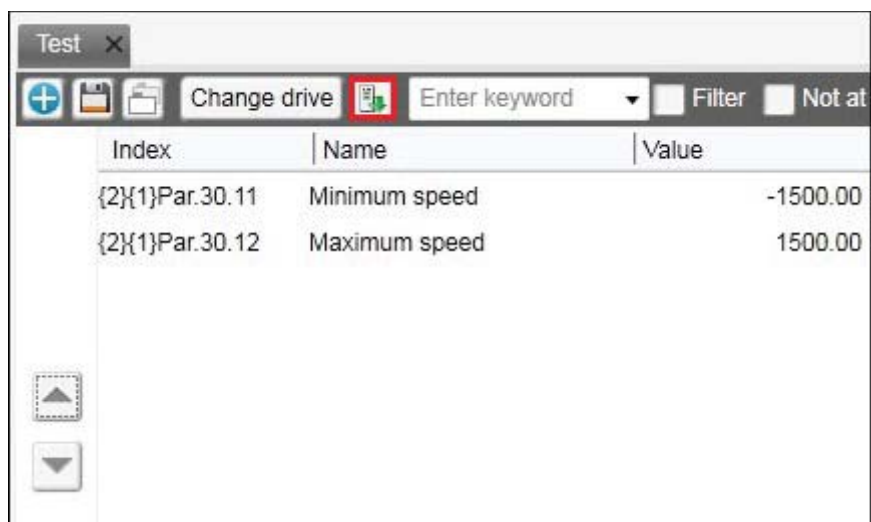 Test
Change drive Enter keyword Filter Not at
Index Name Value
{2}{1}Par.30.11 Minimum speed -1500.00
{2}{1}Par.30.12 Maximum speed 1500.00